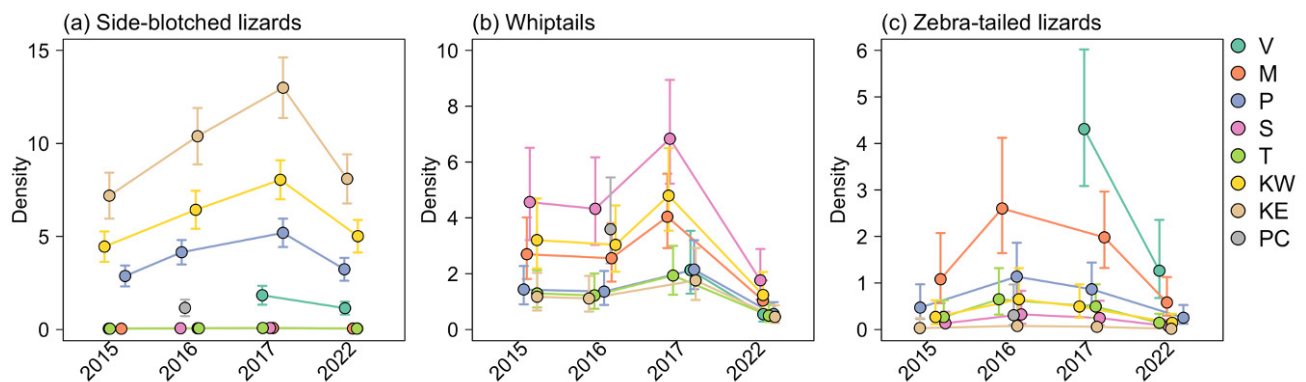 (a) Side-blotched lizards
Density
15
10
5
0
2015
2016
2017
2022
(b) Whiptails
Density
10
8
6
4
2
0
2015
2016
2017
2022
(c) Zebra-tailed lizards
Density
6
5
4
3
2
1
0
2015
2016
2017
2022
V
M
P
S
T
KW
KE
PC